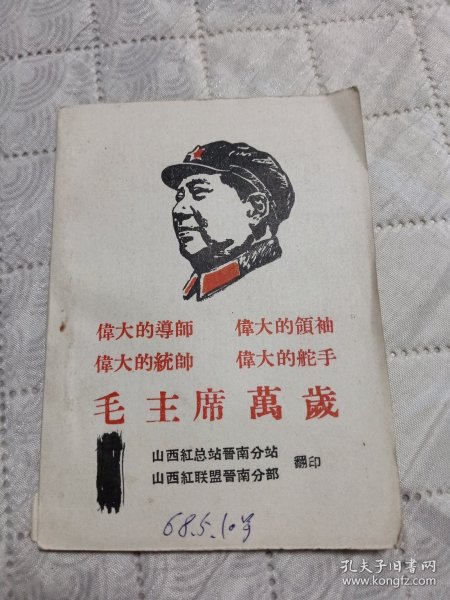 偉大的導師 偉大的領袖
偉大的統帥 偉大的舵手
毛主席萬歲
山西紅总站晉南分站
山西紅联盟晉南分部
翻印
68.5.10号
孔夫子旧书网
www.kongfz.com